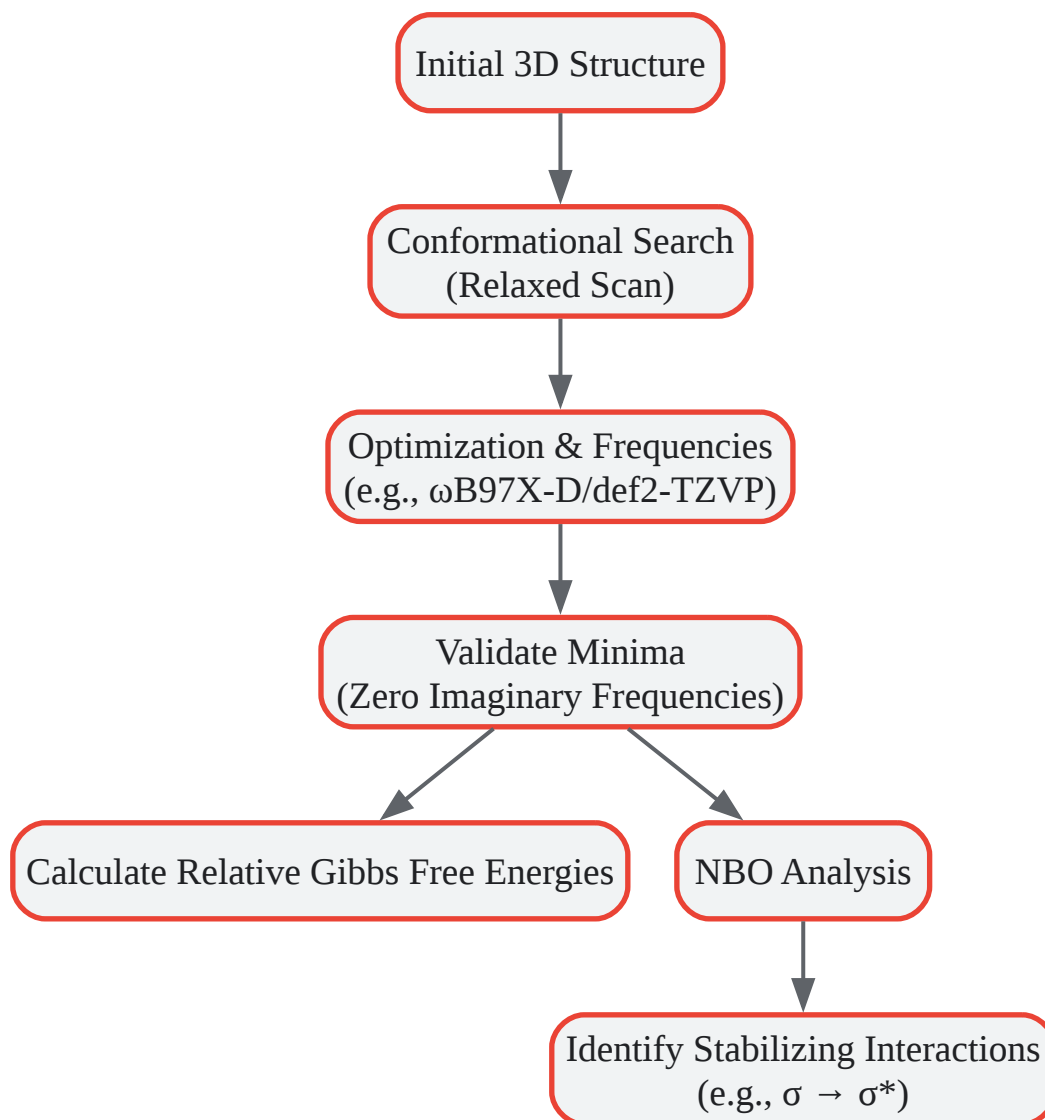 Initial 3D Structure
Conformational Search
(Relaxed Scan)
Optimization & Frequencies
(e.g., ωB97X-D/def2-TZVP)
Validate Minima
(Zero Imaginary Frequencies)
Calculate Relative Gibbs Free Energies
NBO Analysis
Identify Stabilizing Interactions
(e.g., σ → σ*)